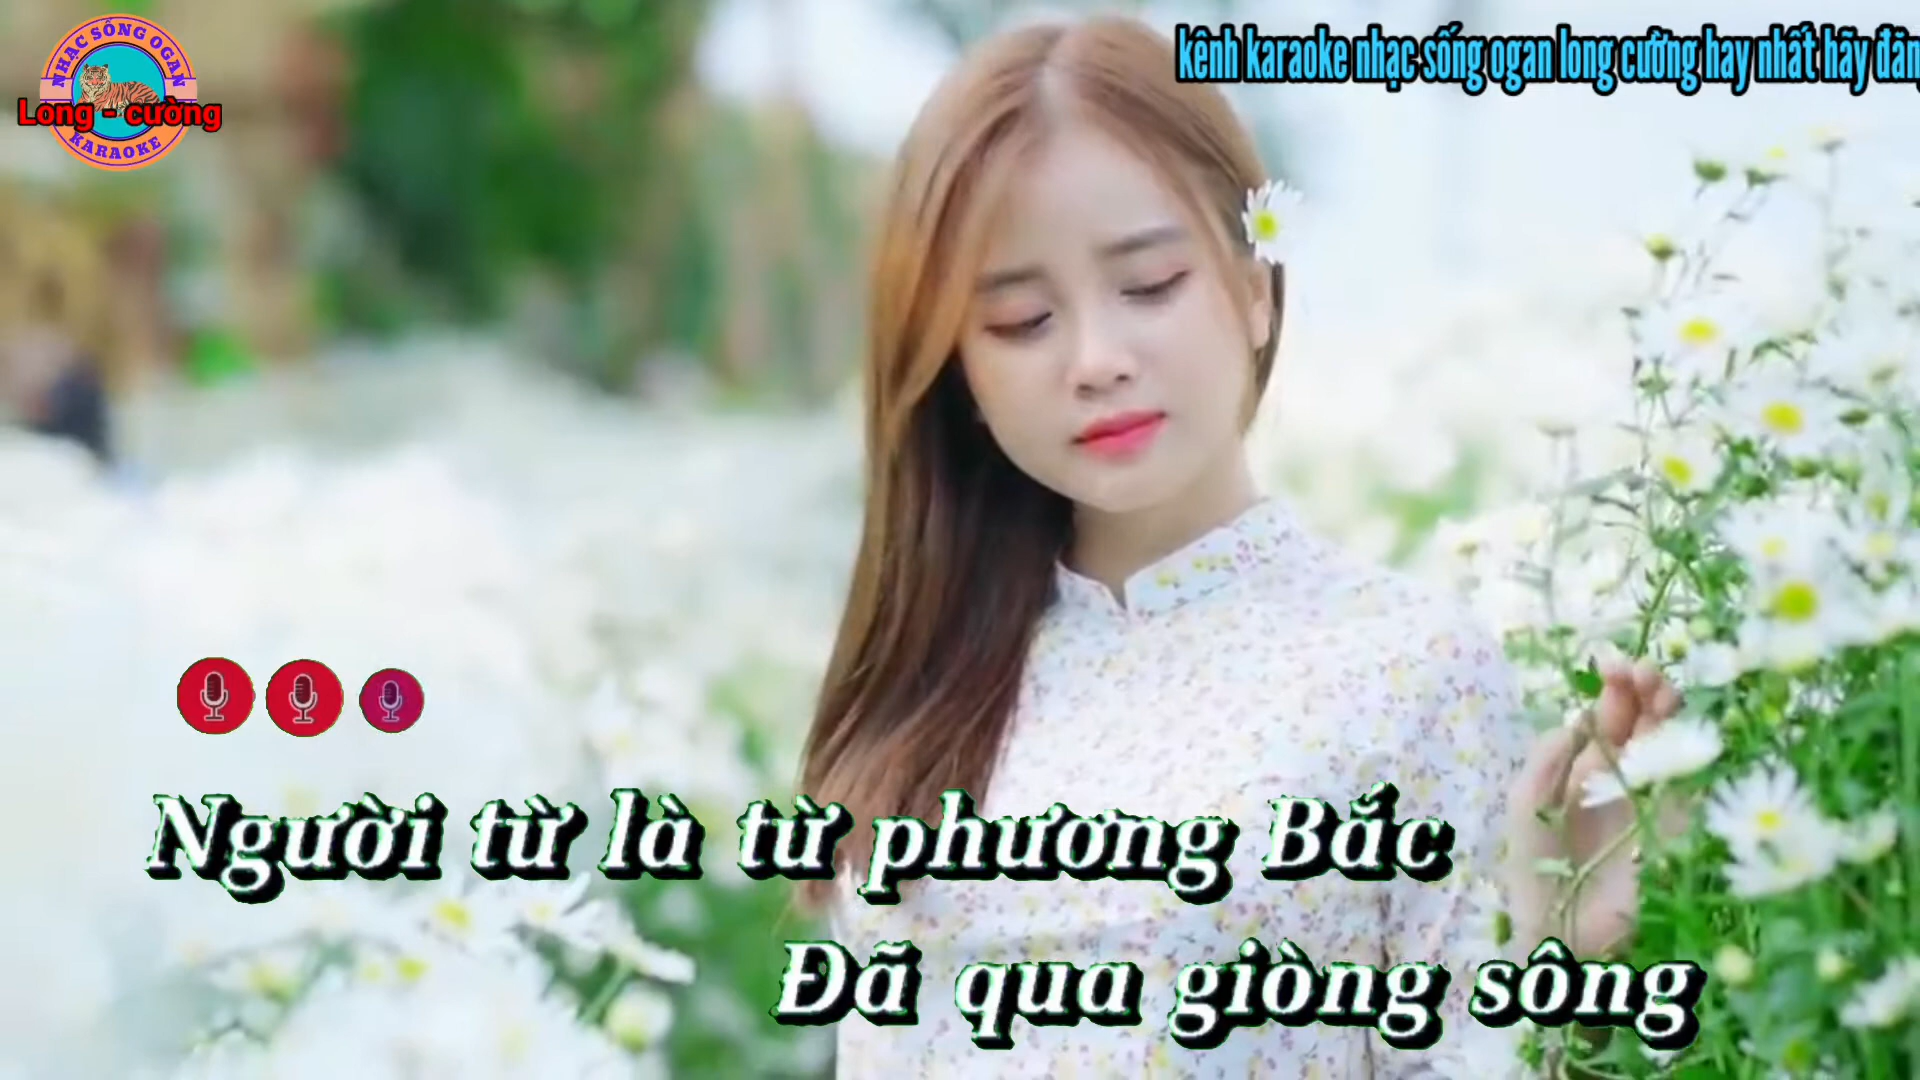 NHẠC SỐNG OGAN
Long - cường
KARAOKE
kênh karaoke nhạc sống ogan long cường hay nhất hãy đăn
Người từ là từ phương Bắc
Đã qua giòng sông